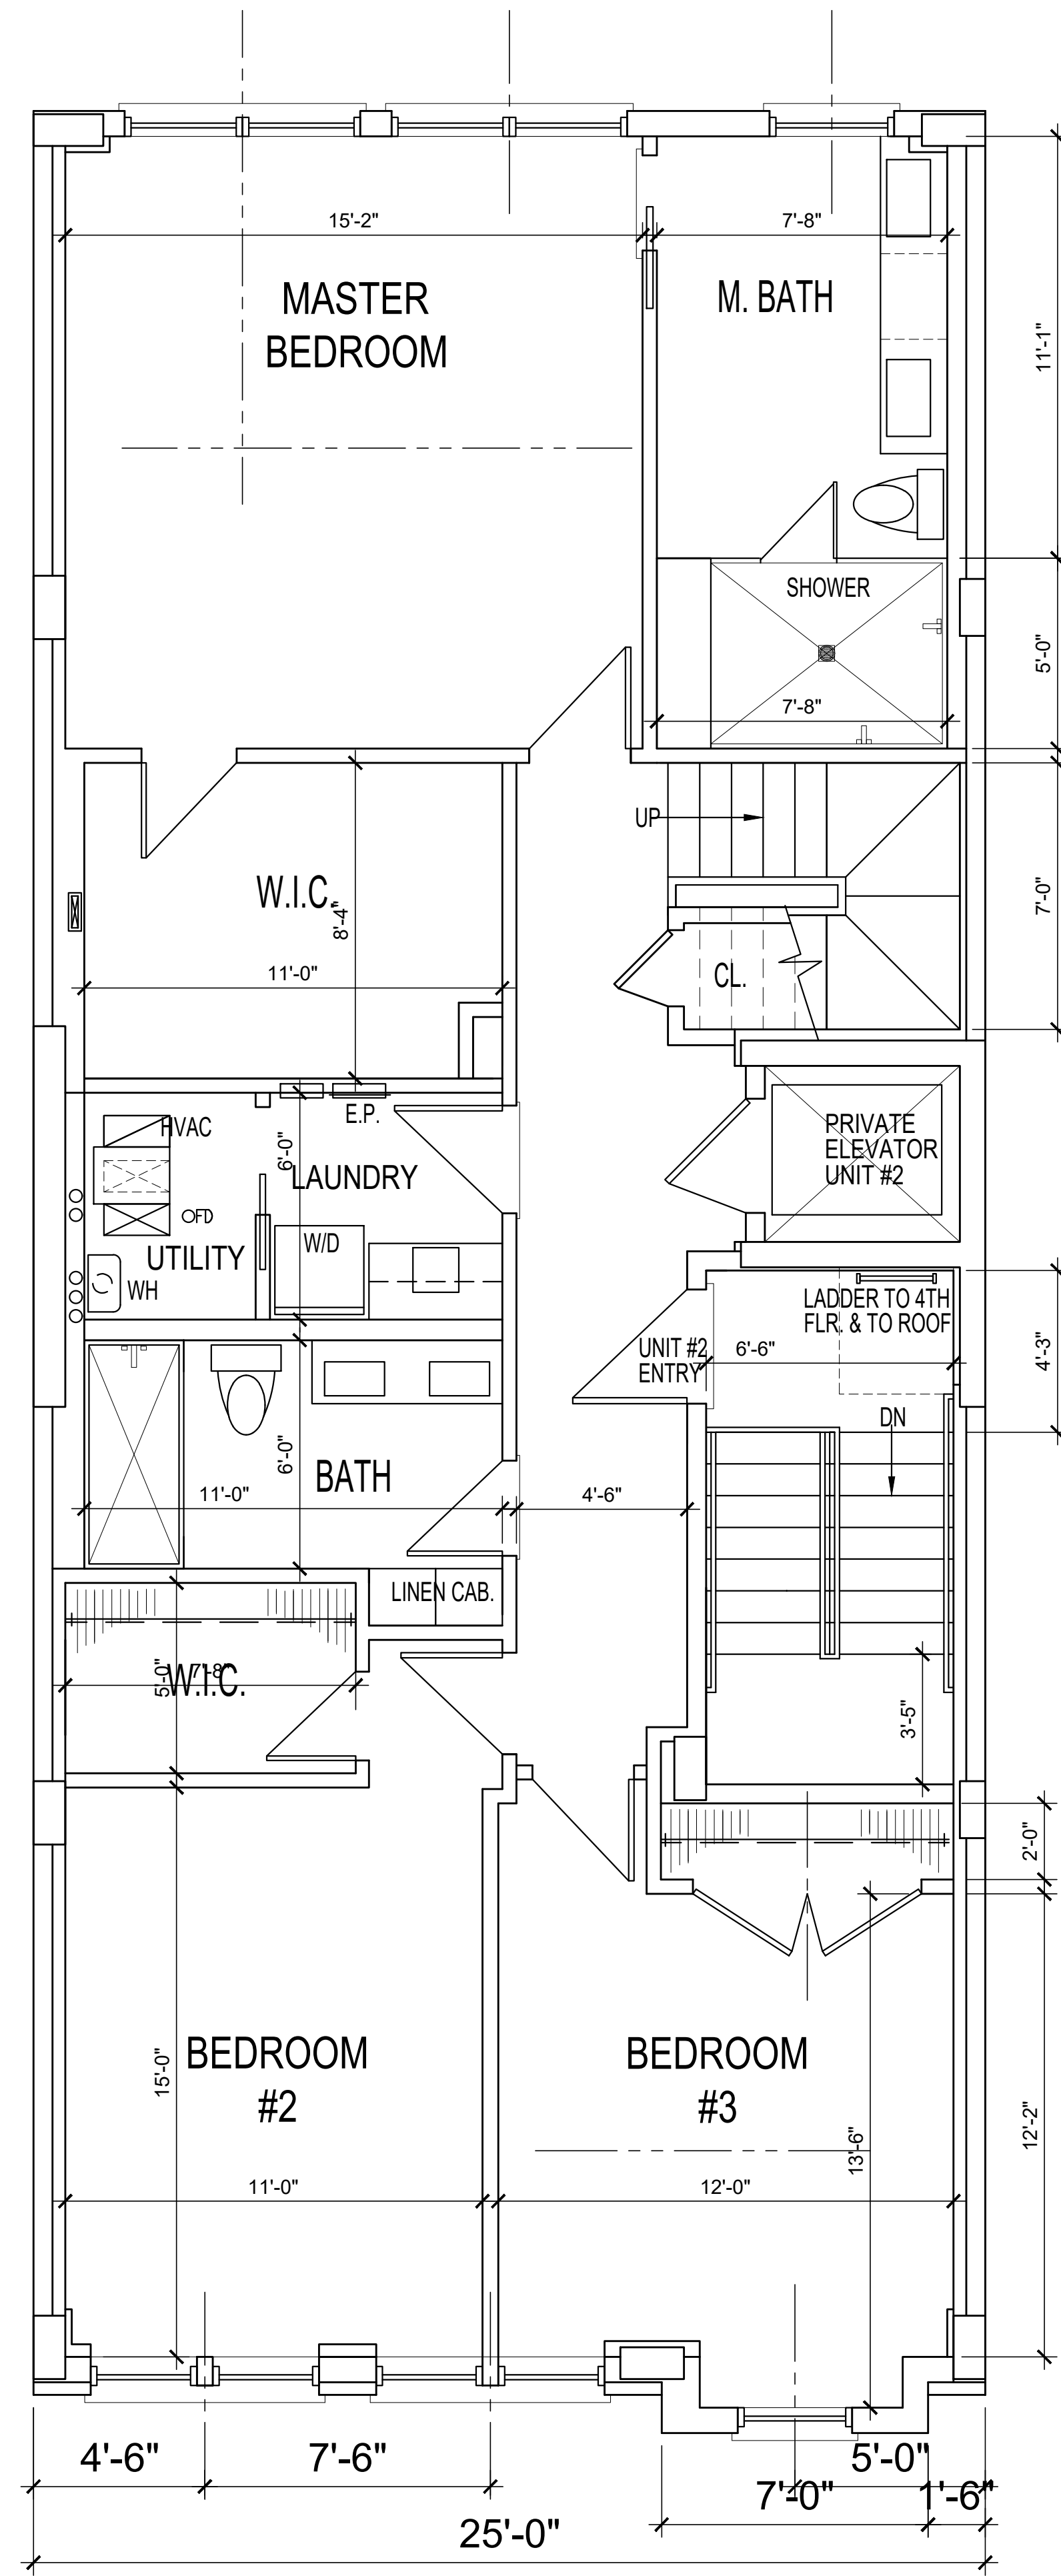 15'-2"
7'-8"
MASTER
BEDROOM
M. BATH
11'-1"
SHOWER
5'-0"
7'-8"
UP
W.I.C.
8'-4"
7'-0"
11'-0"
CL.
E.P.
HVAC
6'-0"
LAUNDRY
PRIVATE
ELEVATOR
UNIT #2
FD
W/D
UTILITY
WH
LADDER TO 4TH
FLR. & TO ROOF
UNIT #2
ENTRY
6'-6"
4'-3"
DN
6'-0"
BATH
11'-0"
4'-6"
LINEN CAB.
5'-0"
7'-8"
W.I.C.
3'-5"
2'-0"
BEDROOM
#2
15'-0"
BEDROOM
#3
12'-2"
13'-6"
11'-0"
12'-0"
4'-6"
7'-6"
5'-0"
7'-0"
1'-6"
25'-0"